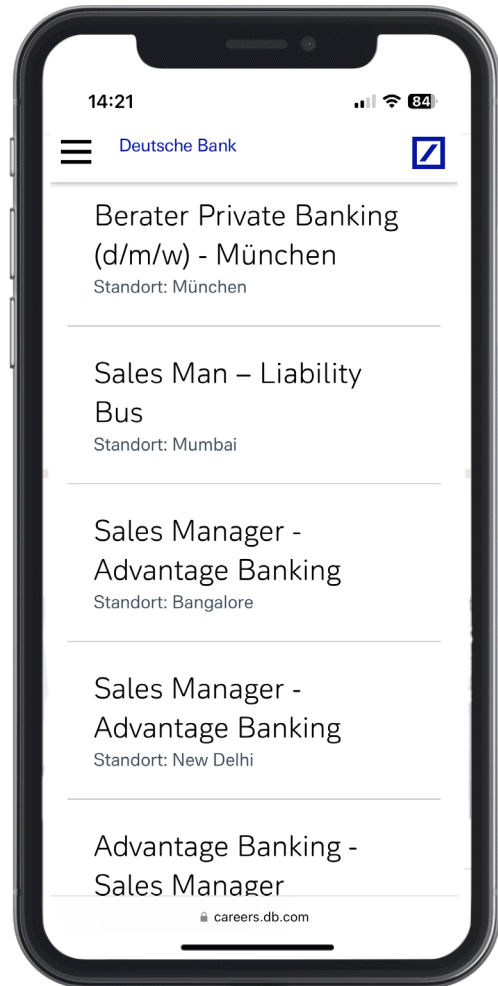 14:21
84
Deutsche Bank
Berater Private Banking
(d/m/w) - München
Standort: München
Sales Man – Liability
Bus
Standort: Mumbai
Sales Manager -
Advantage Banking
Standort: Bangalore
Sales Manager -
Advantage Banking
Standort: New Delhi
Advantage Banking -
Sales Manager
careers.db.com